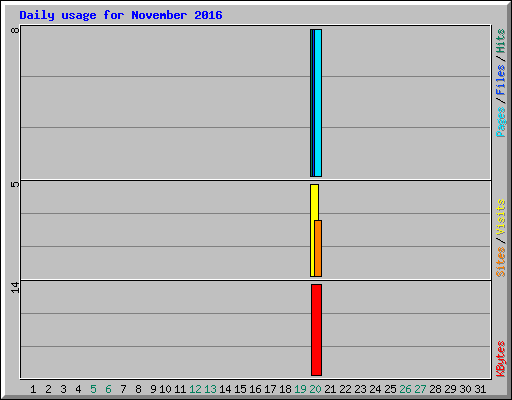 Daily usage for November 2016
8
Pages / Files / Hits
5
Sites / Visits
14
KBytes
1 2 3 4 5 6 7 8 9 10 11 12 13 14 15 16 17 18 19 20 21 22 23 24 25 26 27 28 29 30 31